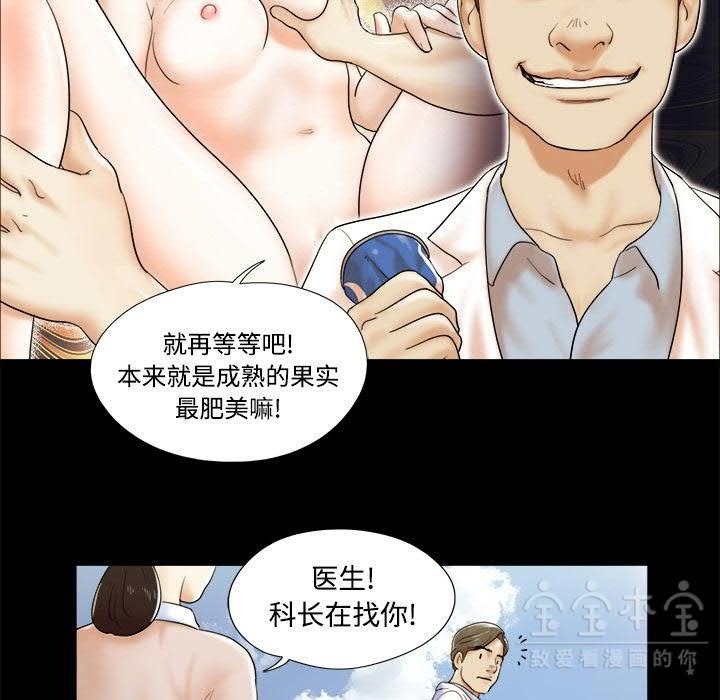 就再等等吧!
本来就是成熟的果实
最肥美嘛!
医生!
科长在找你!
宝宝本宝
致爱看漫画的你